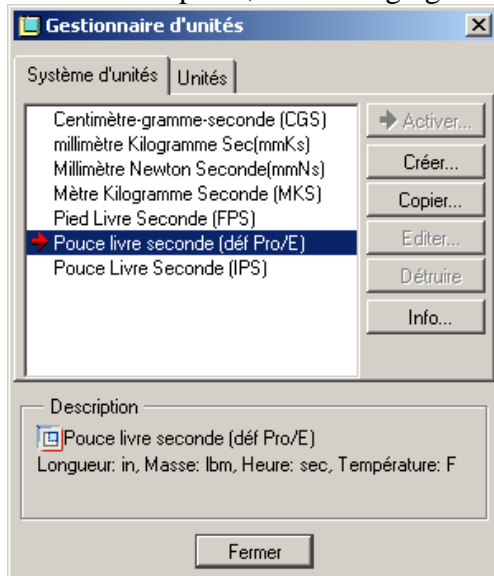 Gestionnaire d'unités
Système d'unités
Unités
Centimètre-gramme-seconde (CGS)
millimètre Kilogramme Sec(mmKs)
Millimètre Newton Seconde(mmNs)
Mètre Kilogramme Seconde (MKS)
Pied Livre Seconde (FPS)
Pouce livre seconde (déf Pro/E)
Pouce Livre Seconde (IPS)
Activer...
Créer...
Copier...
Editer...
Détruire
Info...
Description
Pouce livre seconde (déf Pro/E)
Longueur: in, Masse: lbm, Heure: sec, Température: F
Fermer